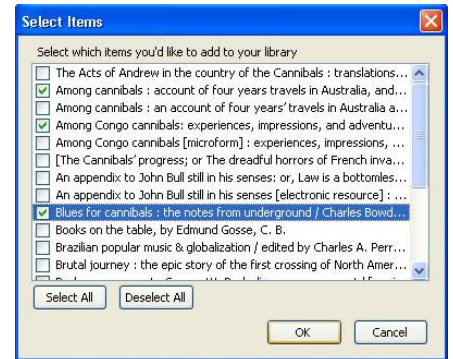 Select Items
Select which items you'd like to add to your library
The Acts of Andrew in the country of the Cannibals : translations...
Among cannibals : account of four years travels in Australia, and...
Among cannibals : an account of four years' travels in Australia a...
Among Congo cannibals: experiences, impressions, and adventu...
Among Congo cannibals [microform] : experiences, impressions, ...
[The Cannibals' progress; or The dreadful horrors of French inva...
An appendix to John Bull still in his senses: or, Law is a bottomles...
An appendix to John Bull still in his senses [electronic resource] : ...
Blues for cannibals : the notes from underground / Charles Bowd...
Books on the table, by Edmund Gosse, C. B.
Brazilian popular music & globalization / edited by Charles A. Perr...
Brutal journey : the epic story of the first crossing of North Amer...
Select All
Deselect All
OK
Cancel